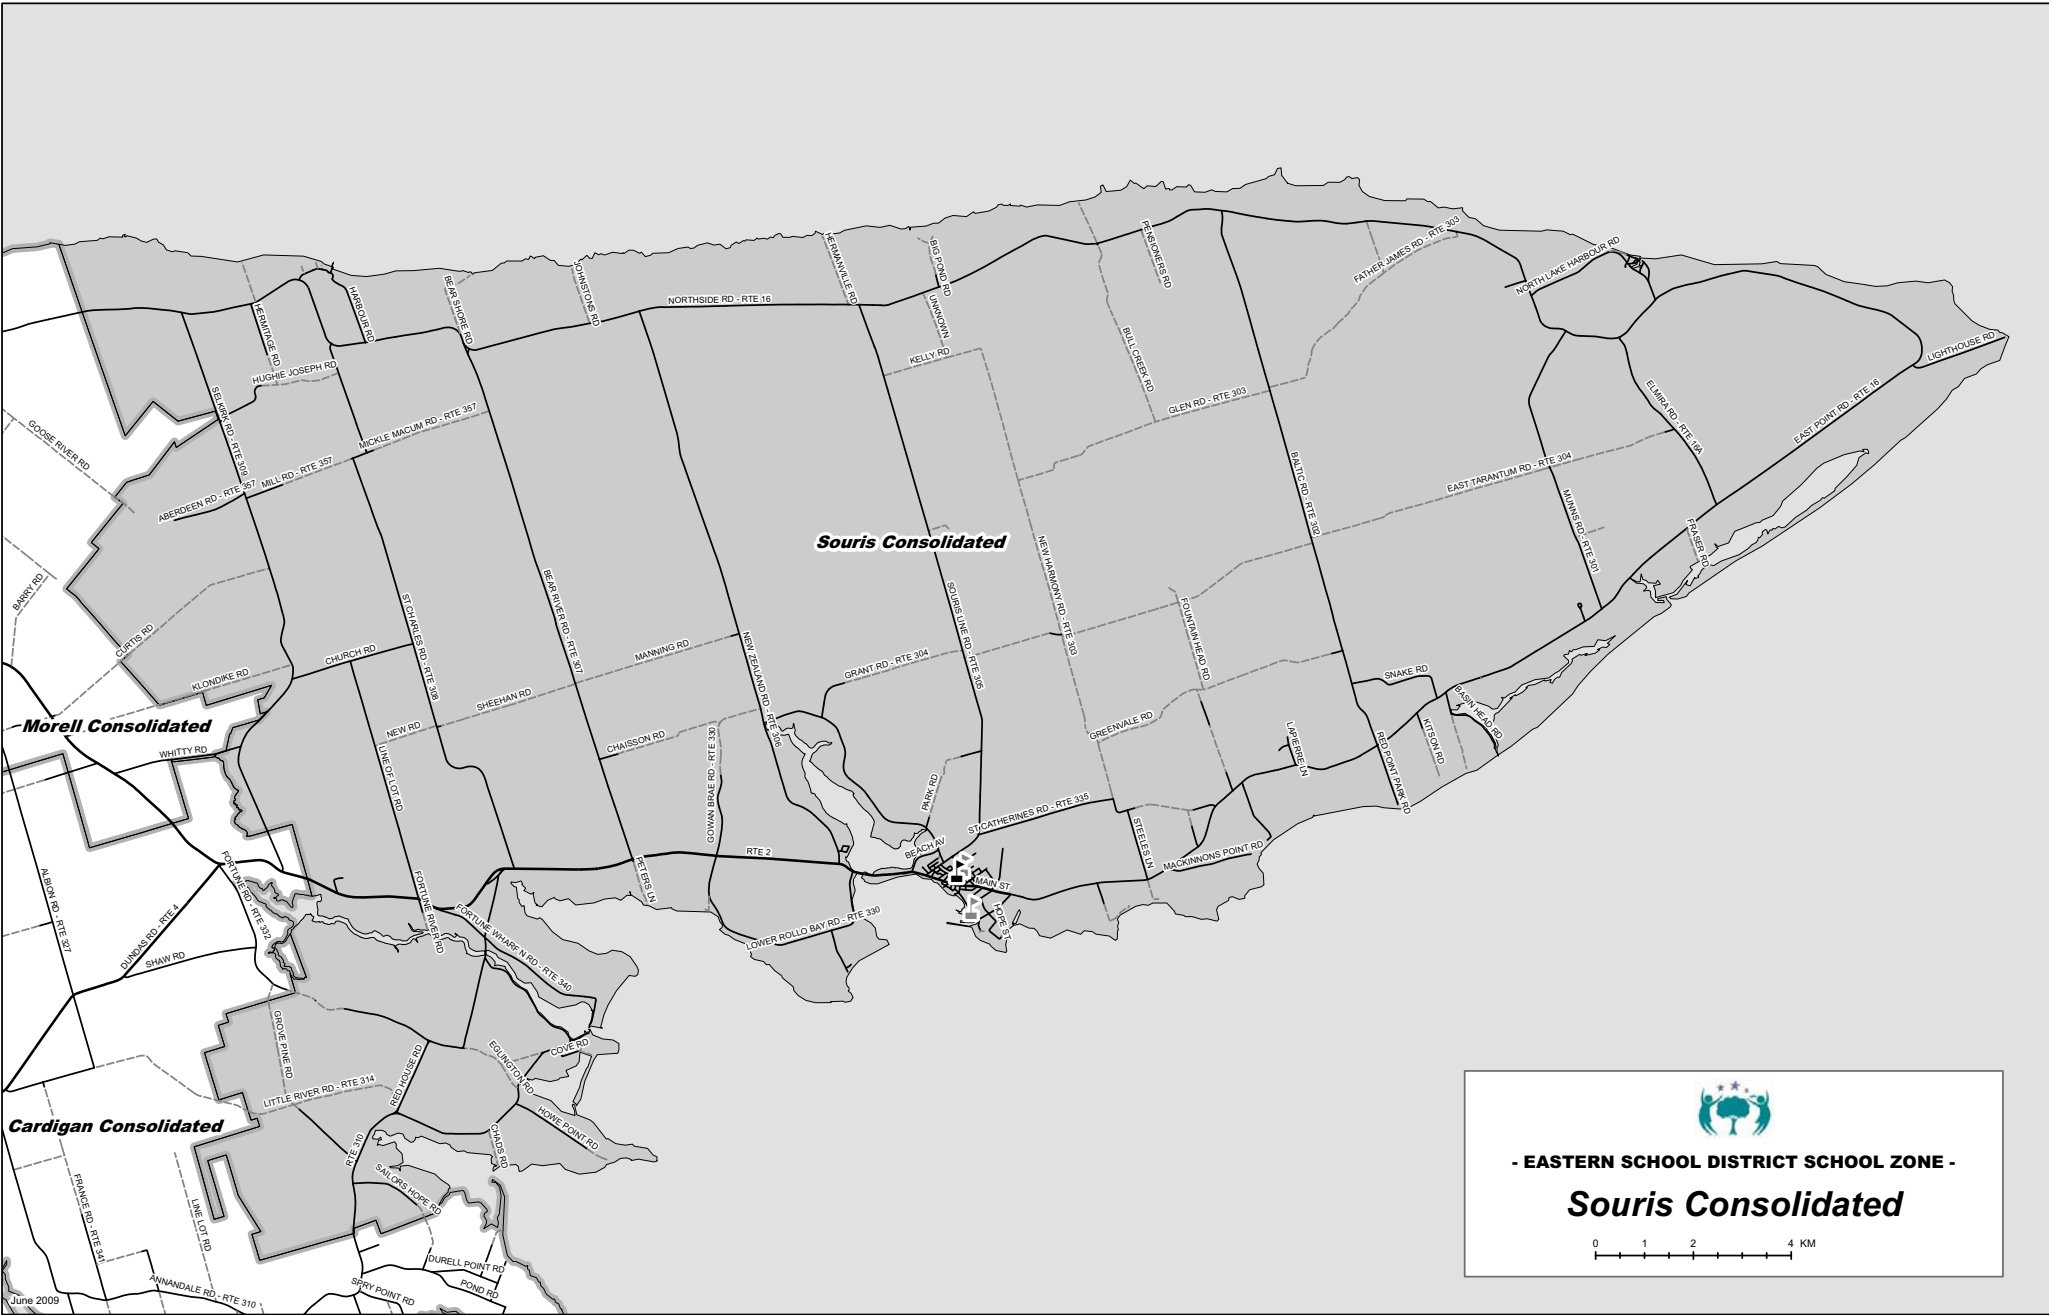 HERMANVILLE RD
BIG POND RD
PENSIONERS RD
FATHER JAMES RD - RTE 303
NORTH LAKE HARBOUR RD
HERMITAGE RD
HARBOUR RD
BEAR SHORE RD
JOHNSTONS RD
NORTHSIDE RD - RTE 16
UNKNOWN
KELLY RD
BULL CREEK RD
LIGHTHOUSE RD
HUGHIE JOSEPH RD
SELKIRK RD - RTE 309
MICKLE MACUM RD - RTE 357
GLEN RD - RTE 303
ELMIRA RD - RTE 16A
EAST POINT RD - RTE 16
GOOSE RIVER RD
ABERDEEN RD - RTE 357
MILL RD - RTE 357
BALTIC RD - RTE 302
EAST TARANTUM RD - RTE 304
MUNNS RD - RTE 301
FRASER RD
Souris Consolidated
NEW HARMONY RD - RTE 303
BARRY RD
CURTIS RD
ST CHARLES RD - RTE 308
BEAR RIVER RD - RTE 307
SOURIS LINE RD - RTE 305
FOUNTAIN HEAD RD
KLONDIKE RD
CHURCH RD
MANNING RD
NEW ZEALAND RD - RTE 306
GRANT RD - RTE 304
SNAKE RD
SHEEHAN RD
NEW RD
Morell Consolidated
WHITTY RD
LINE OF LOT RD
CHAISSON RD
GOWAN BRAE RD - RTE 330
GREENVALE RD
LAPIERRE LN
RED POINT PARK RD
KITSON RD
BASIN HEAD RD
PARK RD
ST CATHERINES RD - RTE 335
STEELES LN
MACKINNONS POINT RD
ALBION RD - RTE 327
FORTUNE RD - RTE 332
FORTUNE RIVER RD
PETERS LN
RTE 2
BEACH AV
MAIN ST
HOPE ST
DUNDAS RD - RTE 4
SHAW RD
FORTUNE WHARF N RD - RTE 340
LOWER ROLLO BAY RD - RTE 330
GROVE PINE RD
RED HOUSE RD
EGLINGTON RD
COVE RD
LITTLE RIVER RD - RTE 314
HOWE POINT RD
Cardigan Consolidated
RTE 310
CHADS RD
SAILORS HOPE RD
FRANCE RD - RTE 341
LINE LOT RD
DURELL POINT RD
POND RD
SPRY POINT RD
ANNANDALE RD - RTE 310
June 2009
- EASTERN SCHOOL DISTRICT SCHOOL ZONE -
Souris Consolidated
0 1 2 4 KM